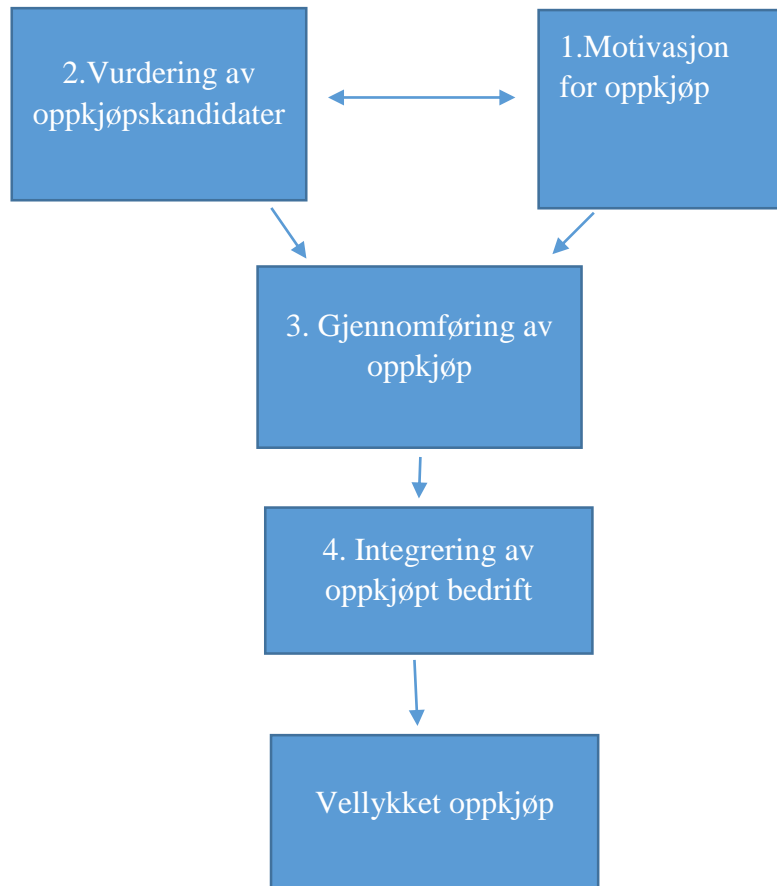 2.Vurdering av
oppkjøpskandidater
1.Motivasjon
for oppkjøp
3. Gjennomføring av
oppkjøp
4. Integrering av
oppkjøpt bedrift
Vellykket oppkjøp